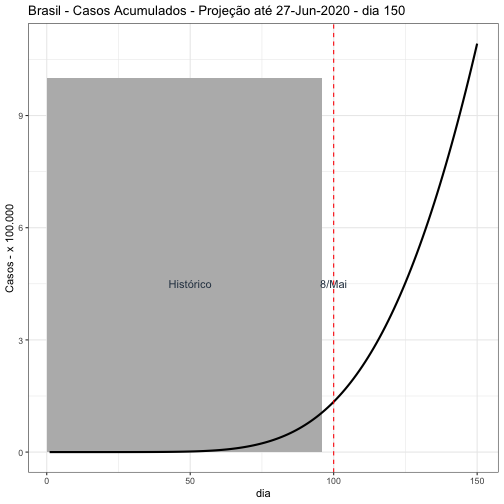 Brasil - Casos Acumulados - Projeção até 27-Jun-2020 - dia 150
Casos - x 100.000
9
6
3
0
Histórico
8/Mai
0
50
100
150
dia